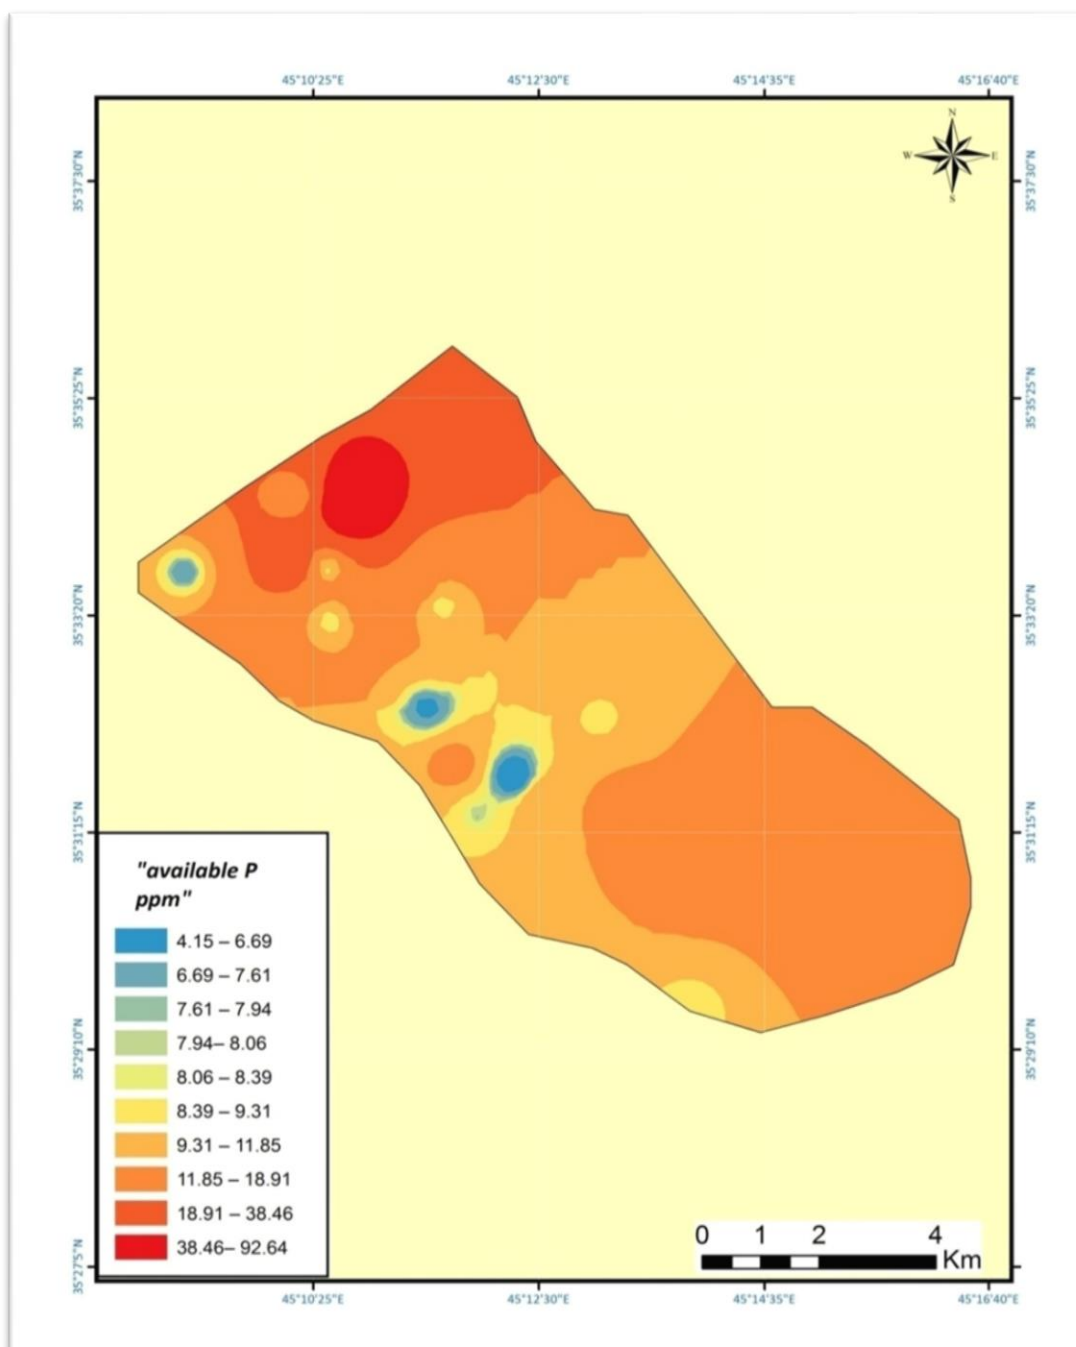 45°10'25"E 45°12'30"E 45°14'35"E 45°16'40"E
N
W E
S
35°37'30"N 35°37'30"N
35°35'25"N 35°35'25"N
35°33'20"N 35°33'20"N
35°31'15"N 35°31'15"N
35°29'10"N 35°29'10"N
35°27'5"N
"available P
ppm"
4.15 – 6.69
6.69 – 7.61
7.61 – 7.94
7.94– 8.06
8.06 – 8.39
8.39 – 9.31
9.31 – 11.85
11.85 – 18.91
18.91 – 38.46
38.46– 92.64
0 1 2 4
Km
45°10'25"E 45°12'30"E 45°14'35"E 45°16'40"E